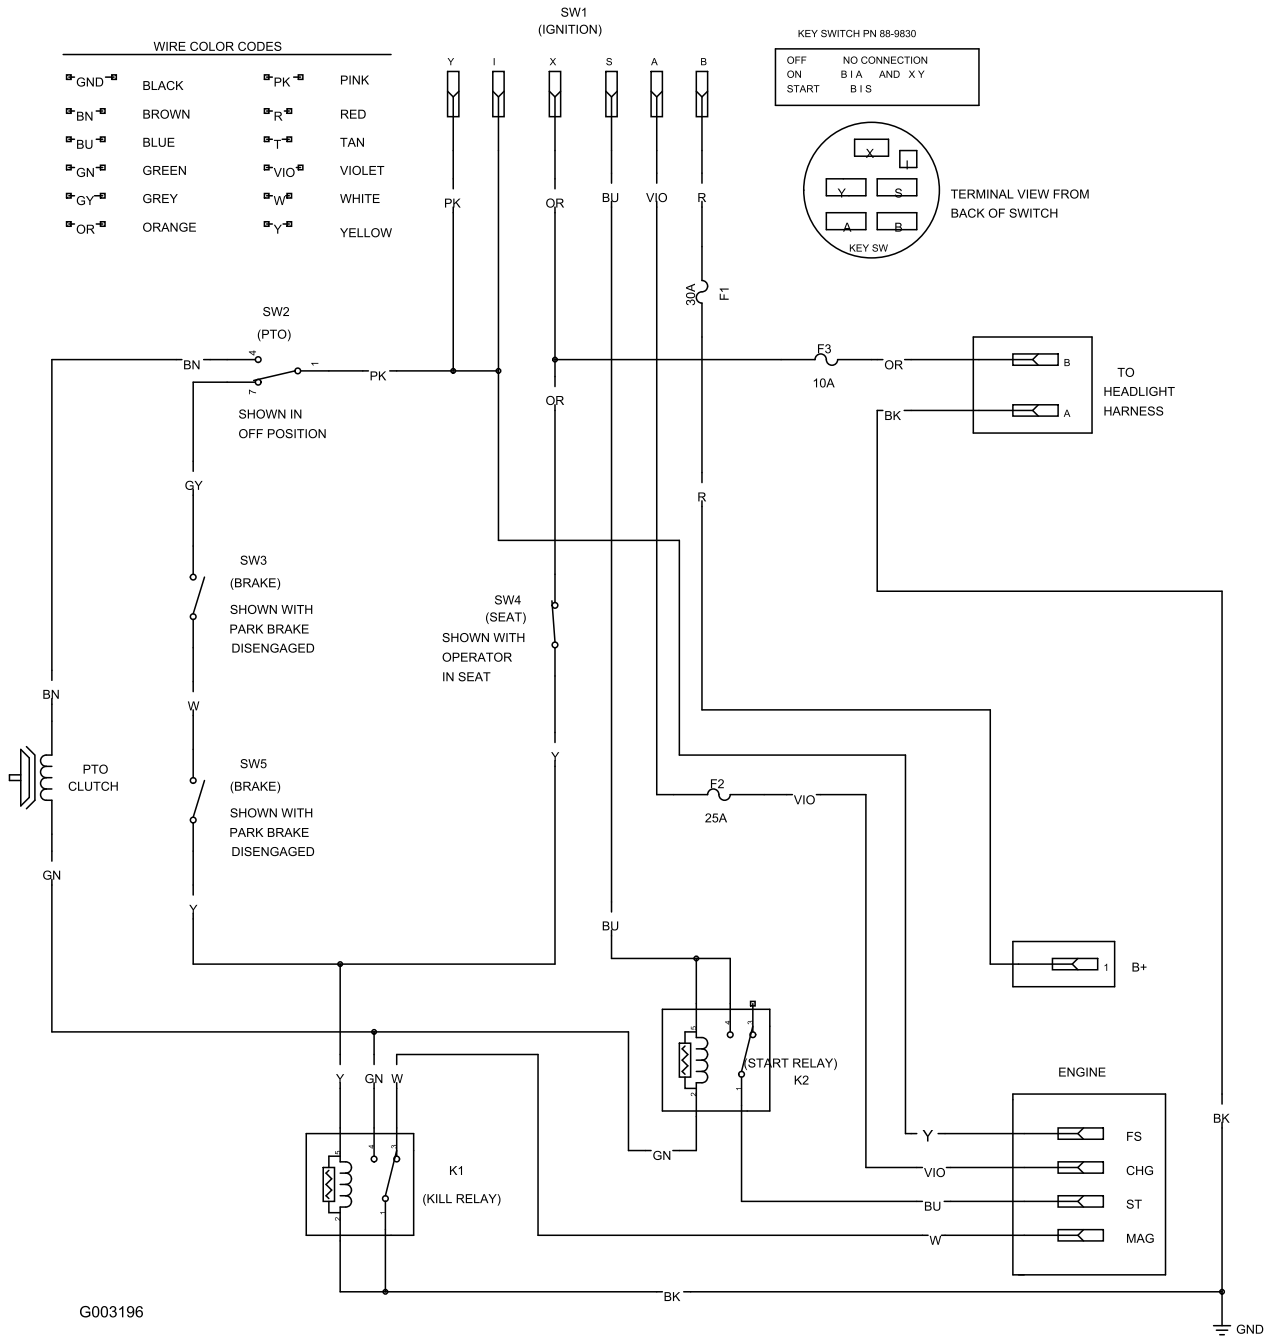 SW1
(IGNITION)
WIRE COLOR CODES
GND BLACK
BN BROWN
BU BLUE
GN GREEN
GY GREY
OR ORANGE
PK PINK
R RED
T TAN
VIO VIOLET
W WHITE
Y YELLOW
Y I X S A B
KEY SWITCH PN 88-9830
OFF NO CONNECTION
ON B I A AND X Y
START B I S
X
I
Y S
A B
KEY SW
TERMINAL VIEW FROM
BACK OF SWITCH
PK OR BU VIO R
30A F1
SW2
(PTO)
BN 4 1 PK
7
SHOWN IN
OFF POSITION
F3
10A
OR
BK
B
A
TO
HEADLIGHT
HARNESS
OR
GY
R
SW3
(BRAKE)
SHOWN WITH
PARK BRAKE
DISENGAGED
SW4
(SEAT)
SHOWN WITH
OPERATOR
IN SEAT
BN
W
Y
PTO
CLUTCH
SW5
(BRAKE)
SHOWN WITH
PARK BRAKE
DISENGAGED
F2
25A
VIO
GN
Y
BU
1 B+
5 4 3
(START RELAY)
K2
2 1
GN
Y GN W
5 4 3
K1
(KILL RELAY)
2 1
ENGINE
Y FS
VIO CHG
BU ST
W MAG
BK
BK
GND
G003196